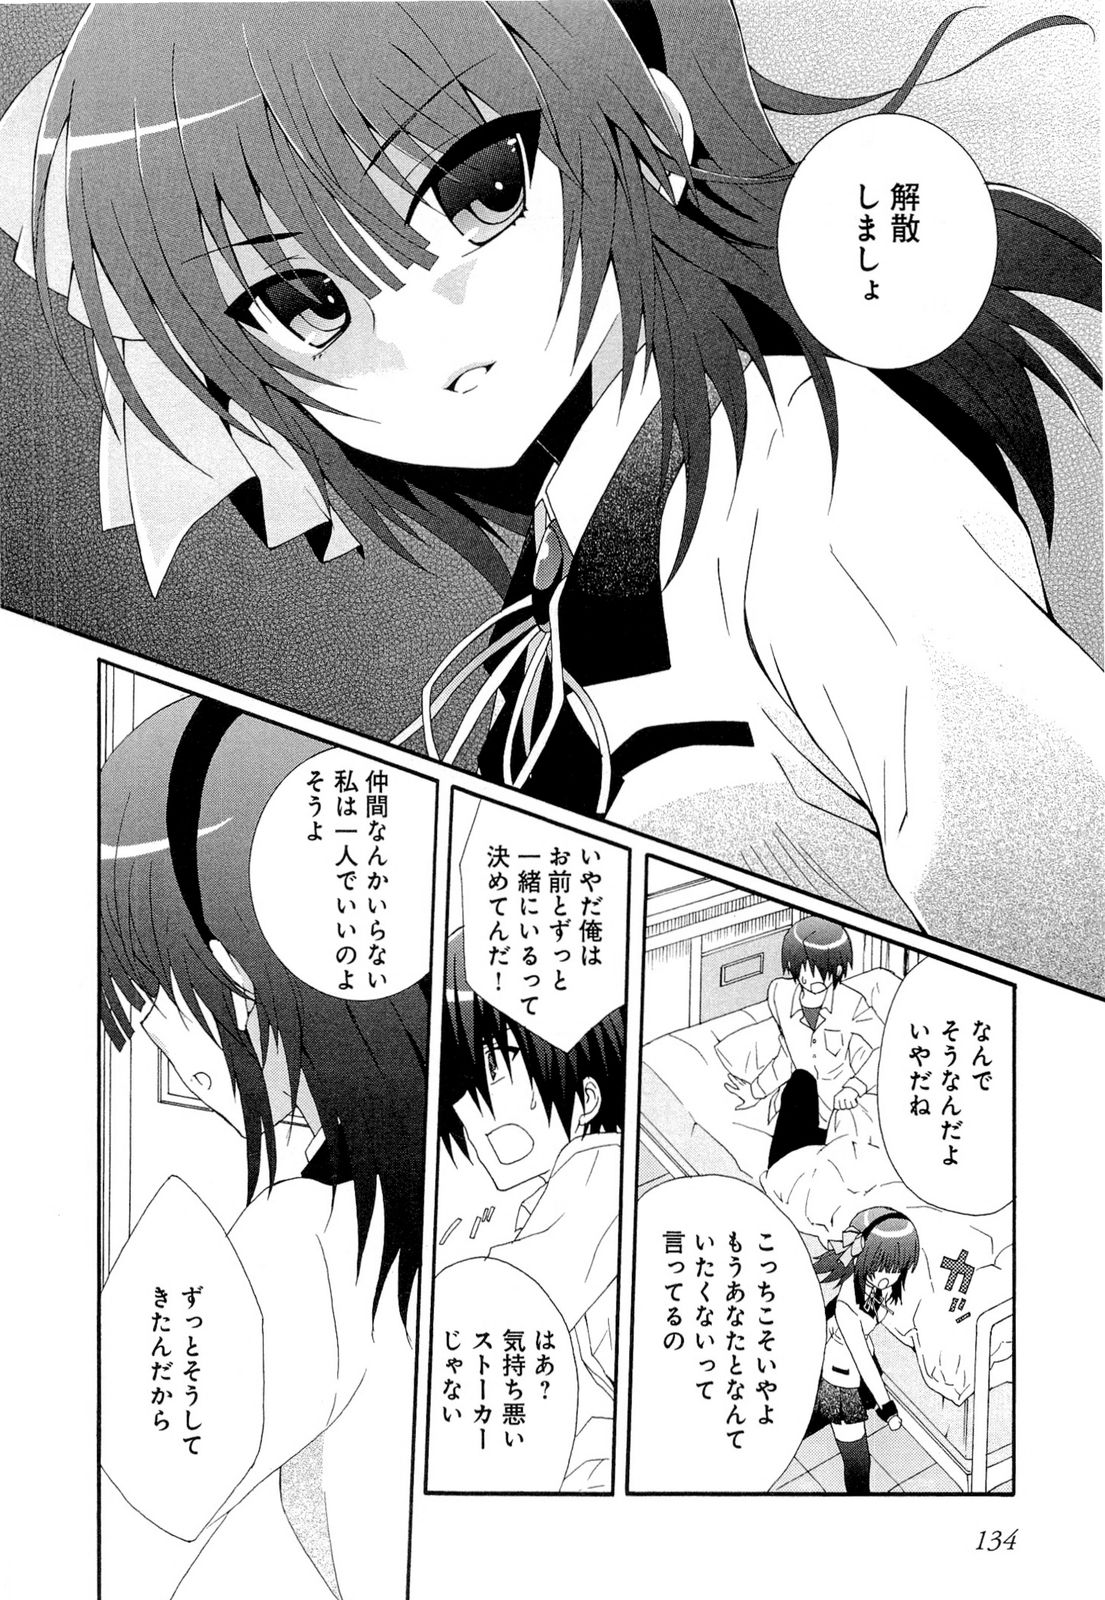 解散
しましょ
なんで
そうなんだよ
いやだね
ガ
こっちこそいやよ
もうあなたとなんて
いたくないって
言ってるの
いやだ俺は
お前とずっと
一緒にいるって
決めてんだ！
はあ？
気持ち悪い
ストーカー
じゃない
仲間なんかいらない
私は一人でいいのよ
そうよ
ずっとそうして
きたんだから
134